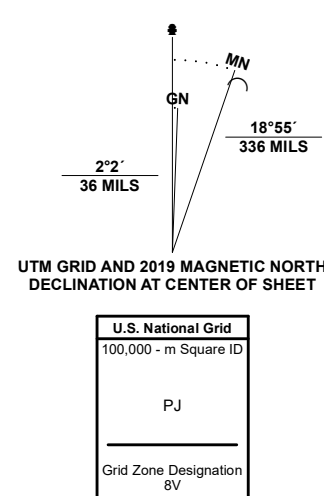 MN
GN
18°55´
336 MILS
2°2´
36 MILS
UTM GRID AND 2019 MAGNETIC NORTH
DECLINATION AT CENTER OF SHEET
U.S. National Grid
100,000 - m Square ID
PJ
Grid Zone Designation
8V